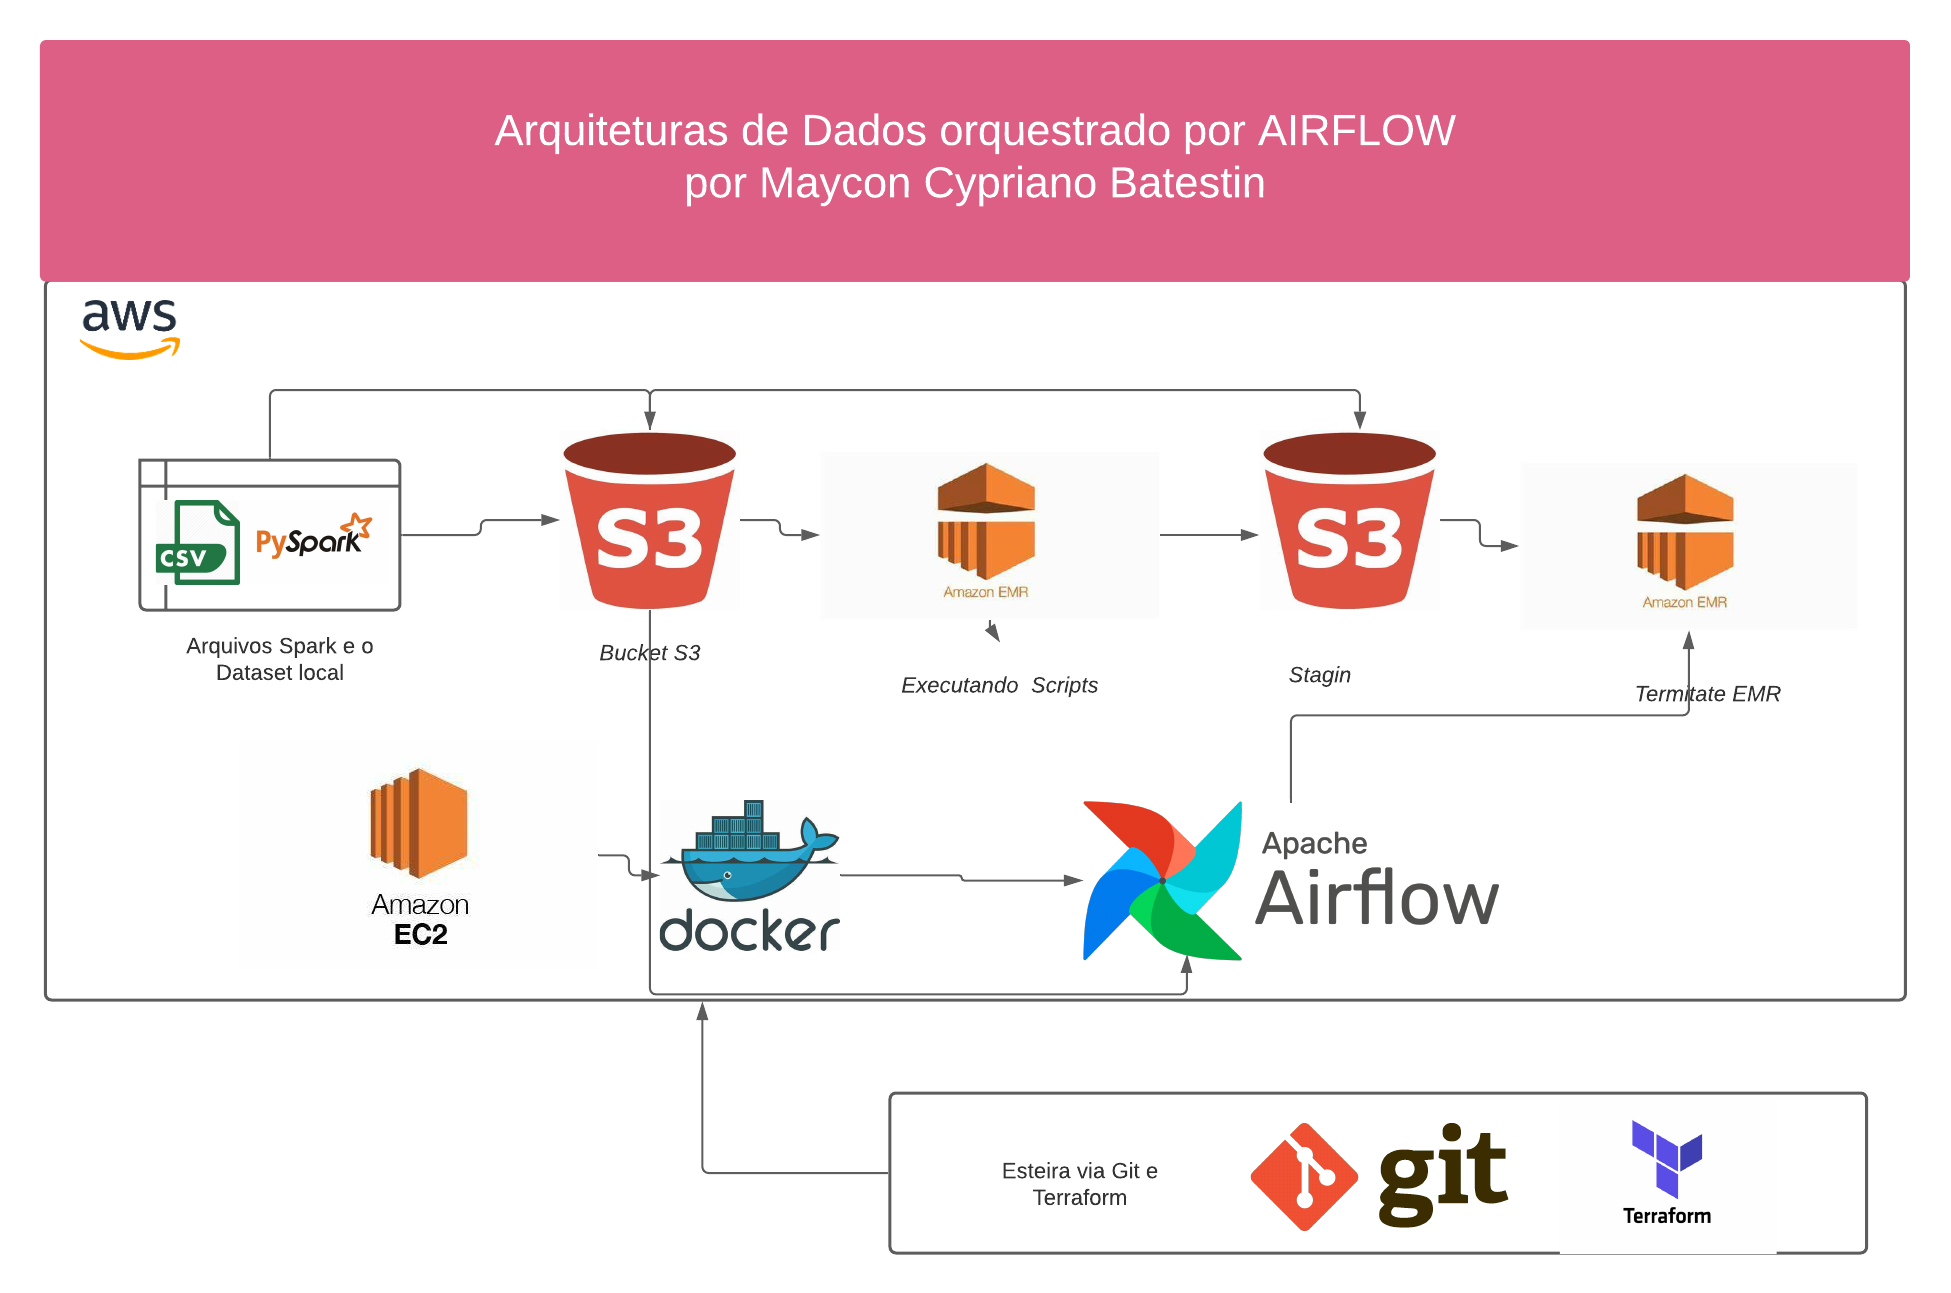 Arquiteturas de Dados orquestrado por AIRFLOW
por Maycon Cypriano Batestin
aws
CSV
PySpark
S3
Amazon EMR
S3
Amazon EMR
Arquivos Spark e o
Dataset local
Bucket S3
Executando Scripts
Stagin
Termitate EMR
Amazon
EC2
docker
Apache
Airflow
Esteira via Git e
Terraform
git
Terraform